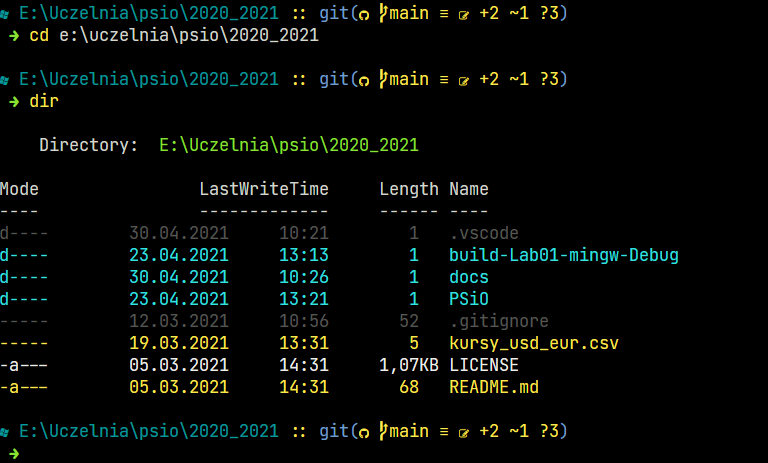 E:\Uczelnia\psio\2020_2021 :: git( main ≡ +2 ~1 ?3)
➜ cd e:\uczelnia\psio\2020_2021
E:\Uczelnia\psio\2020_2021 :: git( main ≡ +2 ~1 ?3)
➜ dir
Directory: E:\Uczelnia\psio\2020_2021
Mode LastWriteTime Length Name
---- ------------- ------ ----
d---- 30.04.2021 10:21 1 .vscode
d---- 23.04.2021 13:13 1 build-Lab01-mingw-Debug
d---- 30.04.2021 10:26 1 docs
d---- 23.04.2021 13:21 1 PSiO
----- 12.03.2021 10:56 52 .gitignore
----- 19.03.2021 13:31 5 kursy_usd_eur.csv
-a--- 05.03.2021 14:31 1,07KB LICENSE
-a--- 05.03.2021 14:31 68 README.md
E:\Uczelnia\psio\2020_2021 :: git( main ≡ +2 ~1 ?3)
➜